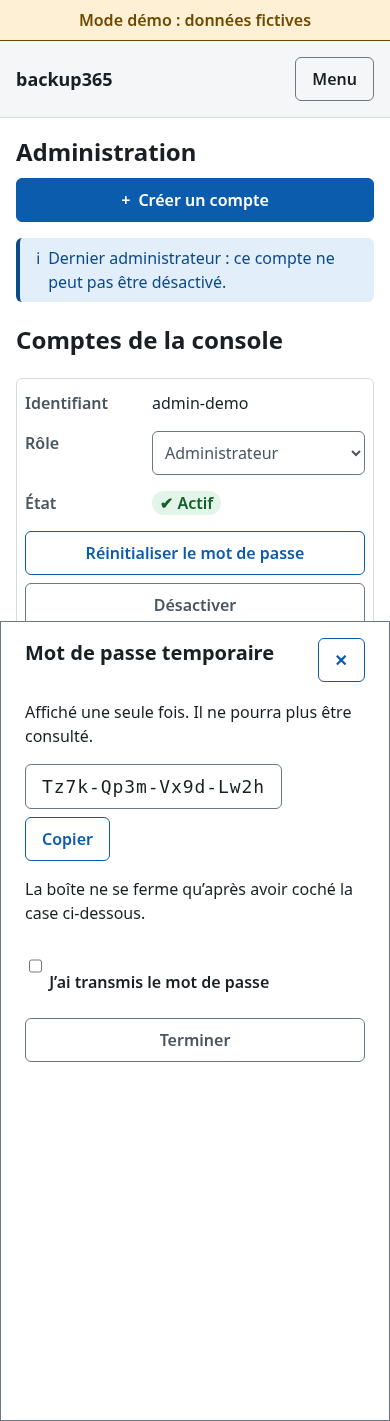 Mode démo : données fictives
backup365
Menu
Administration
+ Créer un compte
i Dernier administrateur : ce compte ne
peut pas être désactivé.
Comptes de la console
Identifiant admin-demo
Rôle Administrateur
État ✔ Actif
Réinitialiser le mot de passe
Désactiver
Mot de passe temporaire
✕
Affiché une seule fois. Il ne pourra plus être
consulté.
Tz7k-Qp3m-Vx9d-Lw2h
Copier
La boîte ne se ferme qu’après avoir coché la
case ci-dessous.
J’ai transmis le mot de passe
Terminer